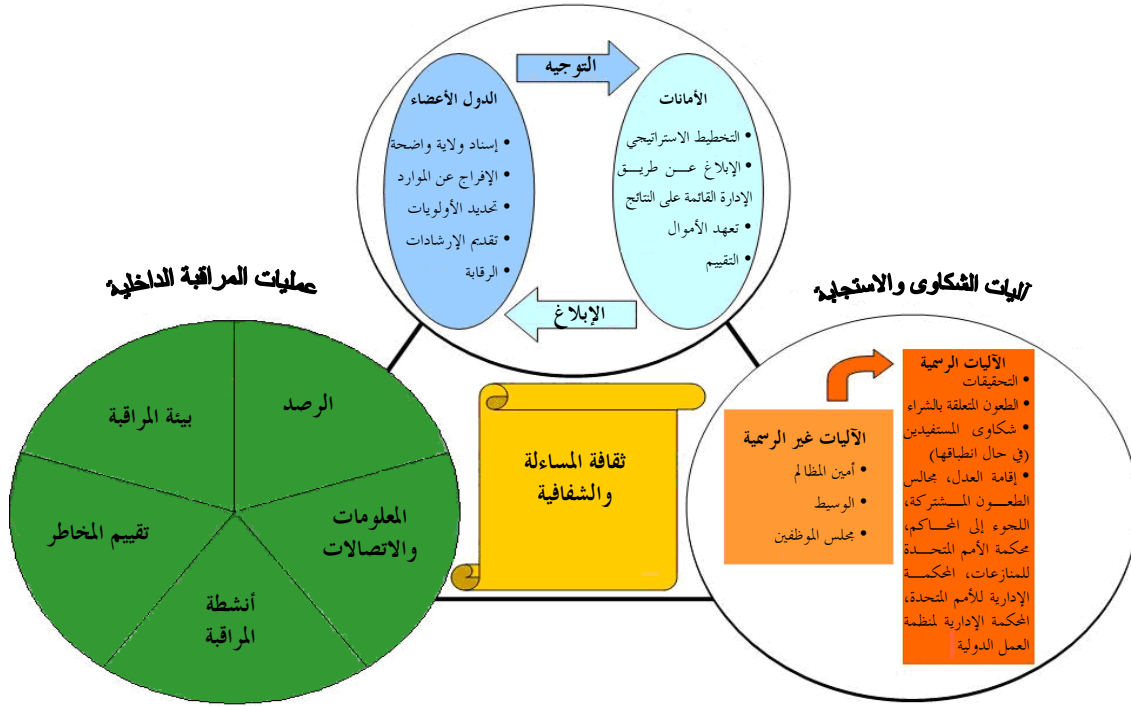 التوجيه
الدول الأعضاء
• إسناد ولاية واضحة
• الإفراج عن الموارد
• تحديد الأولويات
• تقديم الإرشادات
• الرقابة
الأمانات
• التخطيط الاستراتيجي
• الإبلاغ عن طريق
الإدارة القائمة على النتائج
• تعهد الأموال
• التقييم
الإبلاغ
آليات الشكاوى والاستجابة
الآليات الرسمية
• التحقيقات
• الطعون المتعلقة بالشراء
• شكاوى المستفيدين
(في حال انطباقها)
• إقامة العدل، مجالس
الطعون المشتركة،
اللجوء إلى المحاكم،
محكمة الأمم المتحدة
للمنازعات، المحكمة
الإدارية للأمم المتحدة،
المحكمة الإدارية لمنظمة
العمل الدولية
الآليات غير الرسمية
• أمين المظالم
• الوسيط
• مجلس الموظفين
ثقافة المساءلة
والشفافية
عمليات المراقبة الداخلية
الرصد
بيئة المراقبة
المعلومات
والاتصالات
تقييم المخاطر
أنشطة
المراقبة